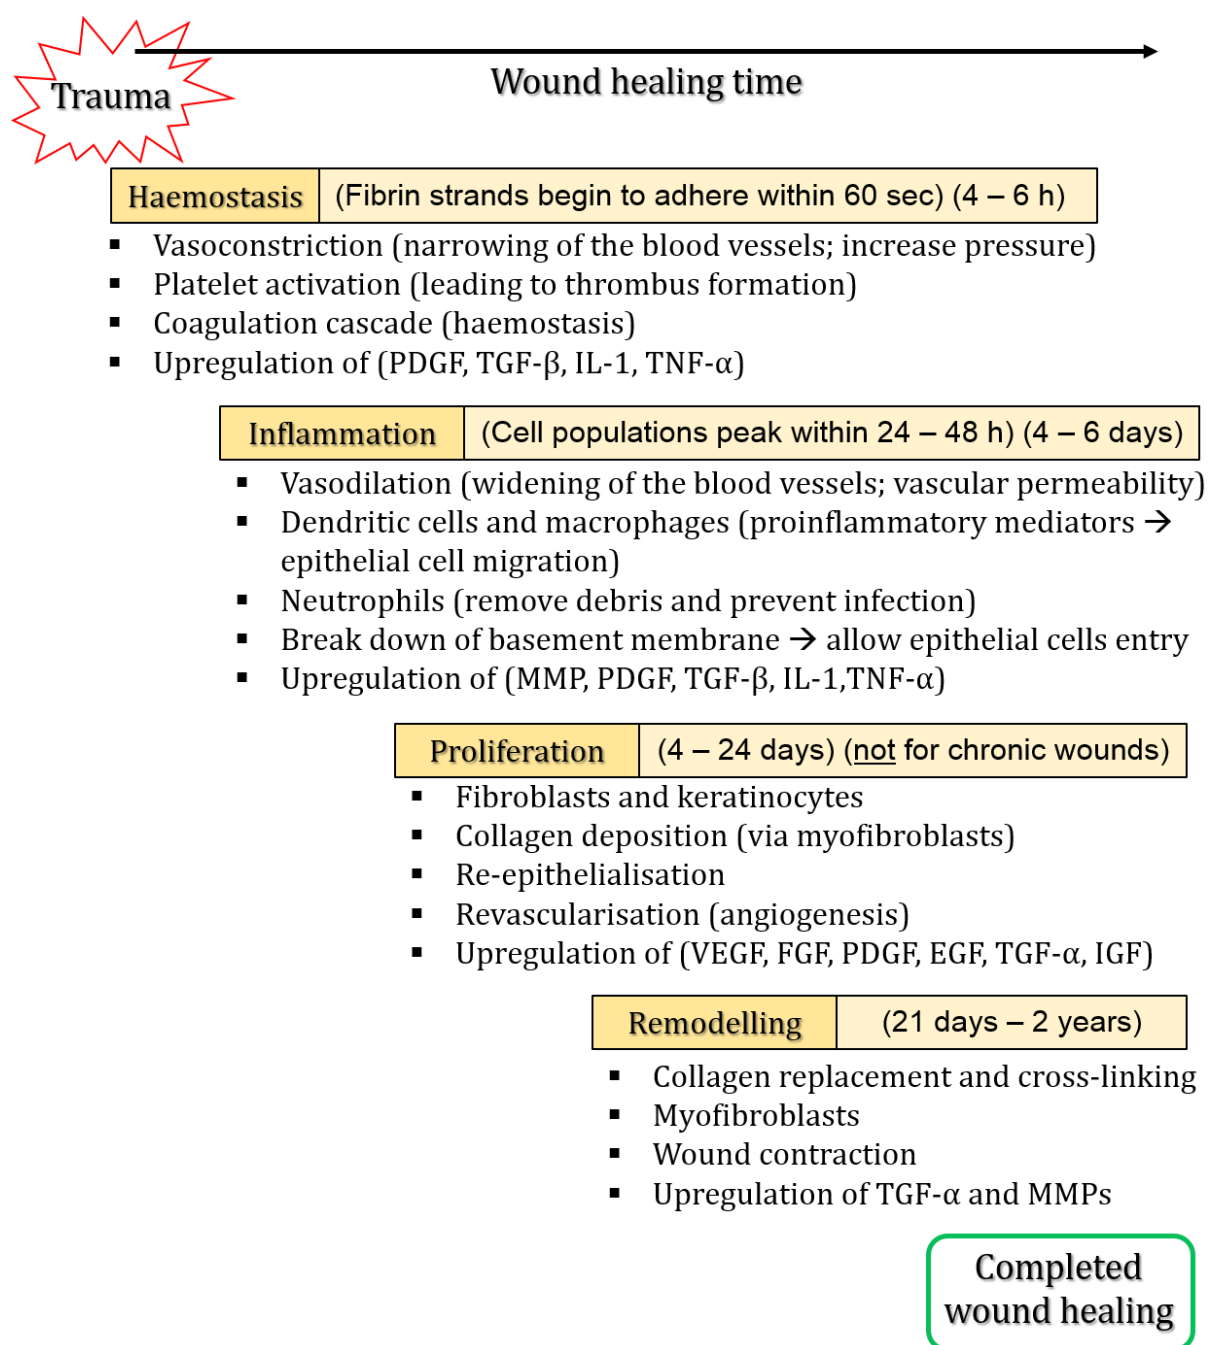 Trauma
Wound healing time
Haemostasis (Fibrin strands begin to adhere within 60 sec) (4 – 6 h)
▪ Vasoconstriction (narrowing of the blood vessels; increase pressure)
▪ Platelet activation (leading to thrombus formation)
▪ Coagulation cascade (haemostasis)
▪ Upregulation of (PDGF, TGF-β, IL-1, TNF-α)
Inflammation (Cell populations peak within 24 – 48 h) (4 – 6 days)
▪ Vasodilation (widening of the blood vessels; vascular permeability)
▪ Dendritic cells and macrophages (proinflammatory mediators →
epithelial cell migration)
▪ Neutrophils (remove debris and prevent infection)
▪ Break down of basement membrane → allow epithelial cells entry
▪ Upregulation of (MMP, PDGF, TGF-β, IL-1,TNF-α)
Proliferation (4 – 24 days) (not for chronic wounds)
▪ Fibroblasts and keratinocytes
▪ Collagen deposition (via myofibroblasts)
▪ Re-epithelialisation
▪ Revascularisation (angiogenesis)
▪ Upregulation of (VEGF, FGF, PDGF, EGF, TGF-α, IGF)
Remodelling (21 days – 2 years)
▪ Collagen replacement and cross-linking
▪ Myofibroblasts
▪ Wound contraction
▪ Upregulation of TGF-α and MMPs
Completed
wound healing